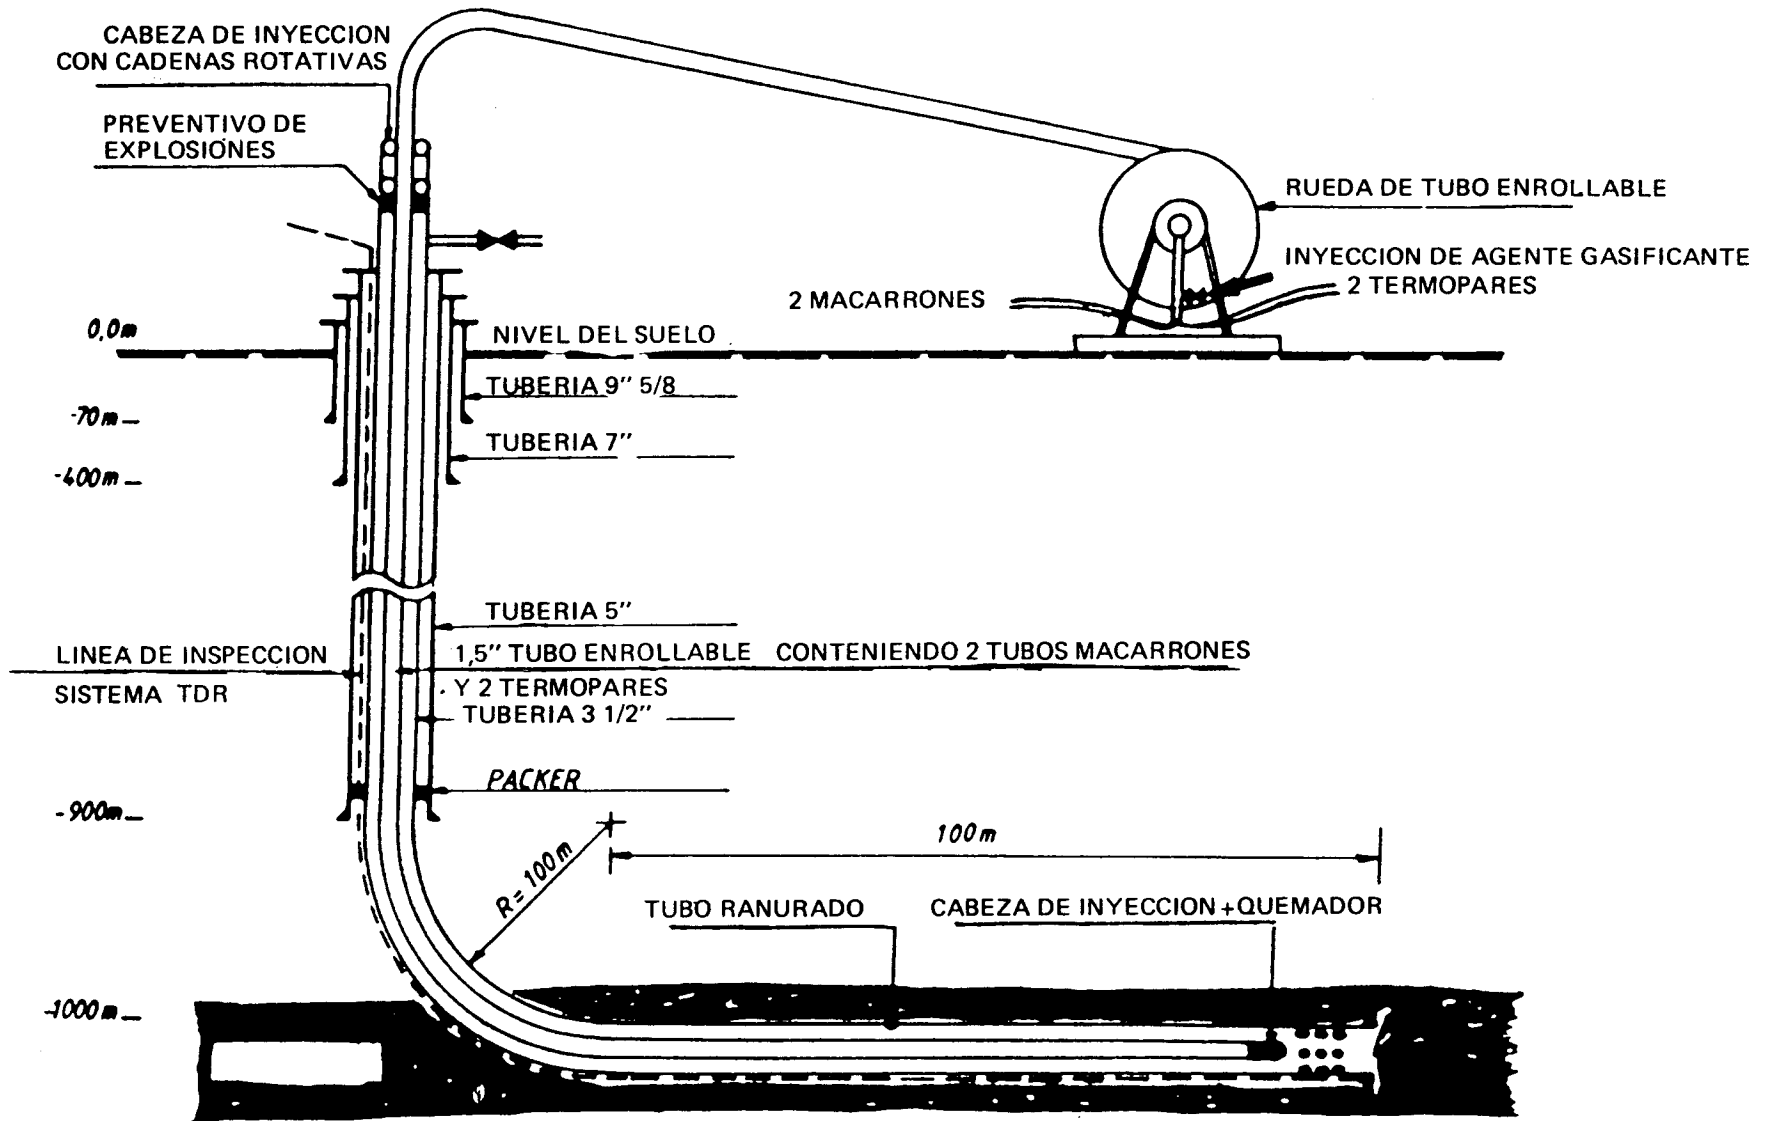 CABEZA DE INYECCION
CON CADENAS ROTATIVAS
PREVENTIVO DE
EXPLOSIONES
RUEDA DE TUBO ENROLLABLE
INYECCION DE AGENTE GASIFICANTE
2 TERMOPARES
2 MACARRONES
0,0m
NIVEL DEL SUELO
TUBERIA 9" 5/8
-70m
TUBERIA 7"
-400m
TUBERIA 5"
LINEA DE INSPECCION
SISTEMA TDR
1,5" TUBO ENROLLABLE CONTENIENDO 2 TUBOS MACARRONES
Y 2 TERMOPARES
TUBERIA 3 1/2"
PACKER
-900m
100m
R=100m
TUBO RANURADO
CABEZA DE INYECCION+QUEMADOR
-1000m